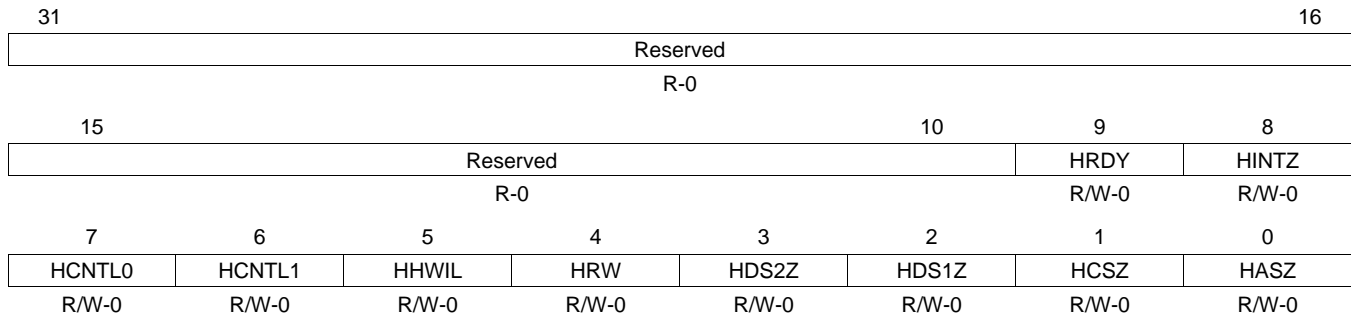 31 16
Reserved
R-0
15 10 9 8
Reserved HRDY HINTZ
R-0 R/W-0 R/W-0
7 6 5 4 3 2 1 0
HCNTL0 HCNTL1 HHWIL HRW HDS2Z HDS1Z HCSZ HASZ
R/W-0 R/W-0 R/W-0 R/W-0 R/W-0 R/W-0 R/W-0 R/W-0